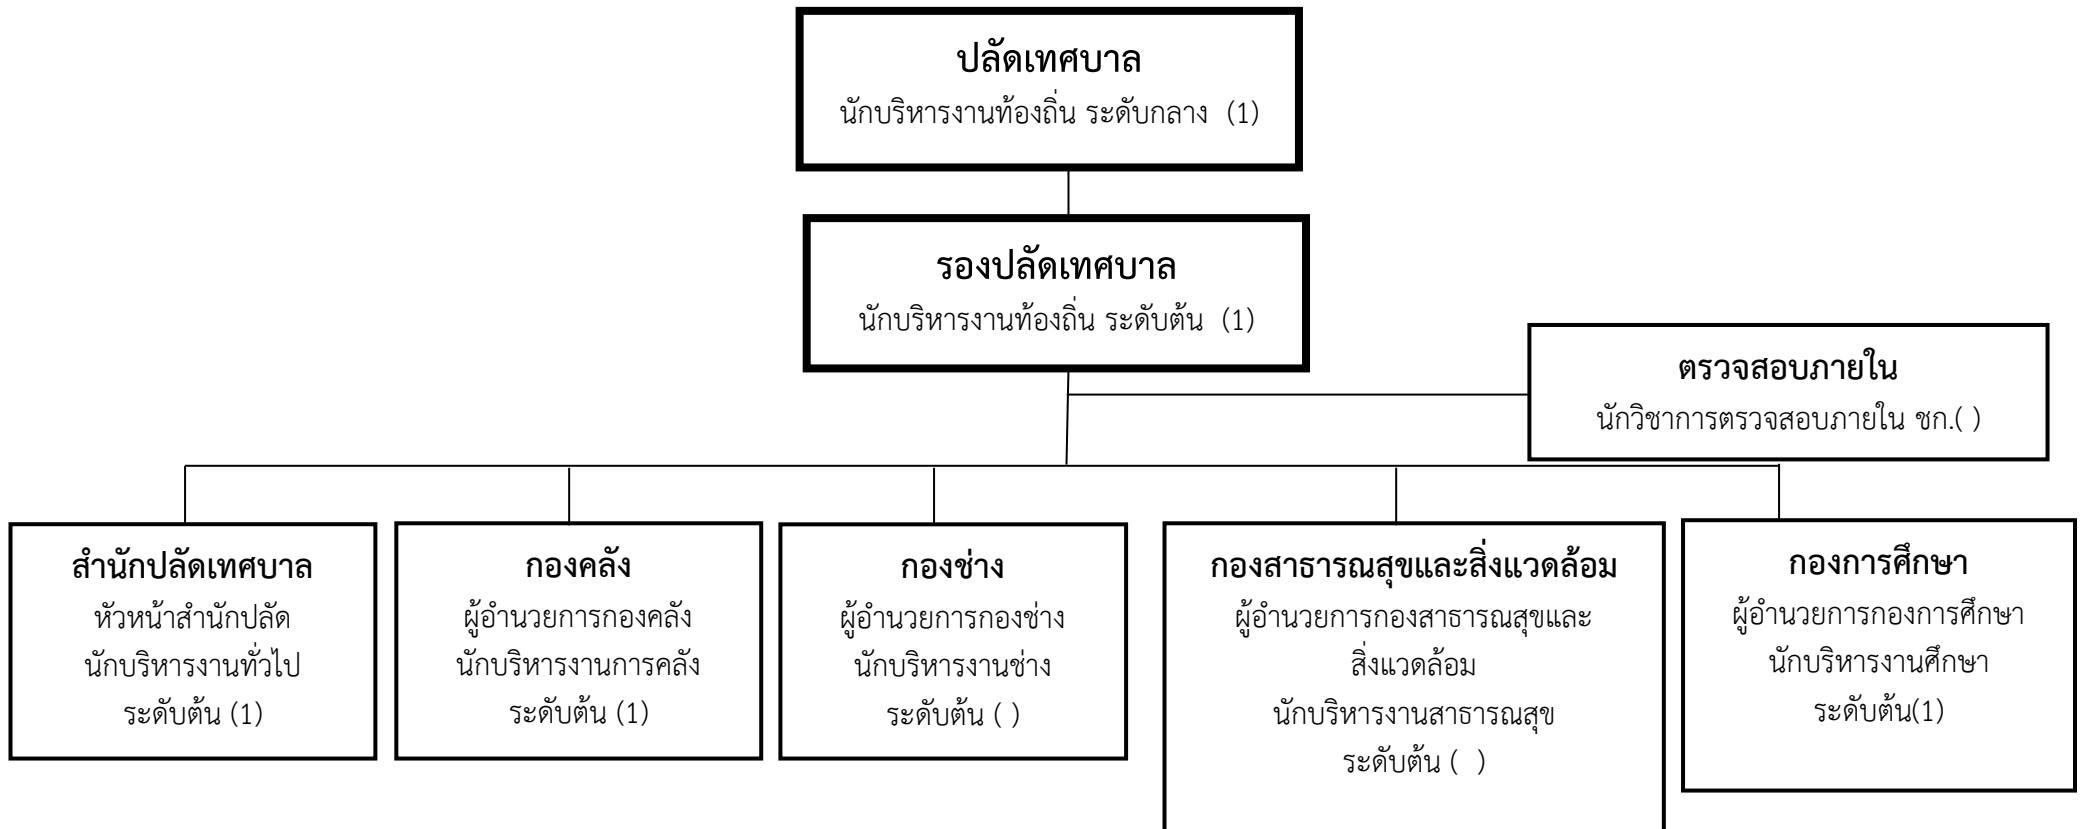 ปลัดเทศบาล
นักบริหารงานท้องถิ่น ระดับกลาง (1)
รองปลัดเทศบาล
นักบริหารงานท้องถิ่น ระดับต้น (1)
ตรวจสอบภายใน
นักวิชาการตรวจสอบภายใน ชก.( )
สำนักปลัดเทศบาล
หัวหน้าสำนักปลัด
นักบริหารงานทั่วไป
ระดับต้น (1)
กองคลัง
ผู้อำนวยการกองคลัง
นักบริหารงานการคลัง
ระดับต้น (1)
กองช่าง
ผู้อำนวยการกองช่าง
นักบริหารงานช่าง
ระดับต้น ( )
กองสาธารณสุขและสิ่งแวดล้อม
ผู้อำนวยการกองสาธารณสุขและ
สิ่งแวดล้อม
นักบริหารงานสาธารณสุข
ระดับต้น ( )
กองการศึกษา
ผู้อำนวยการกองการศึกษา
นักบริหารงานศึกษา
ระดับต้น(1)